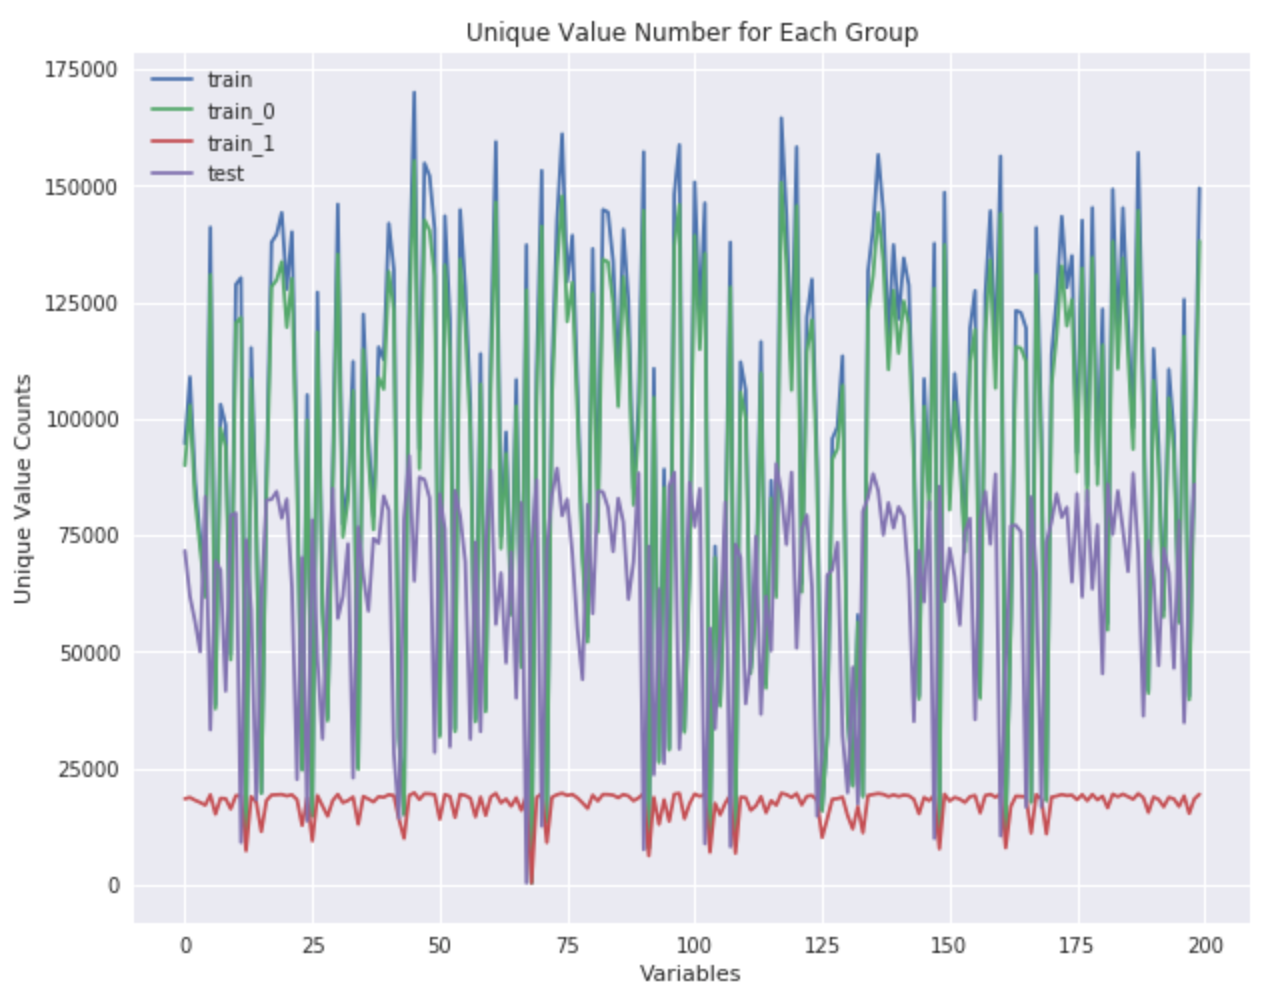 Unique Value Number for Each Group
train
train_0
train_1
test
Unique Value Counts
175000
150000
125000
100000
75000
50000
25000
0
0 25 50 75 100 125 150 175 200
Variables